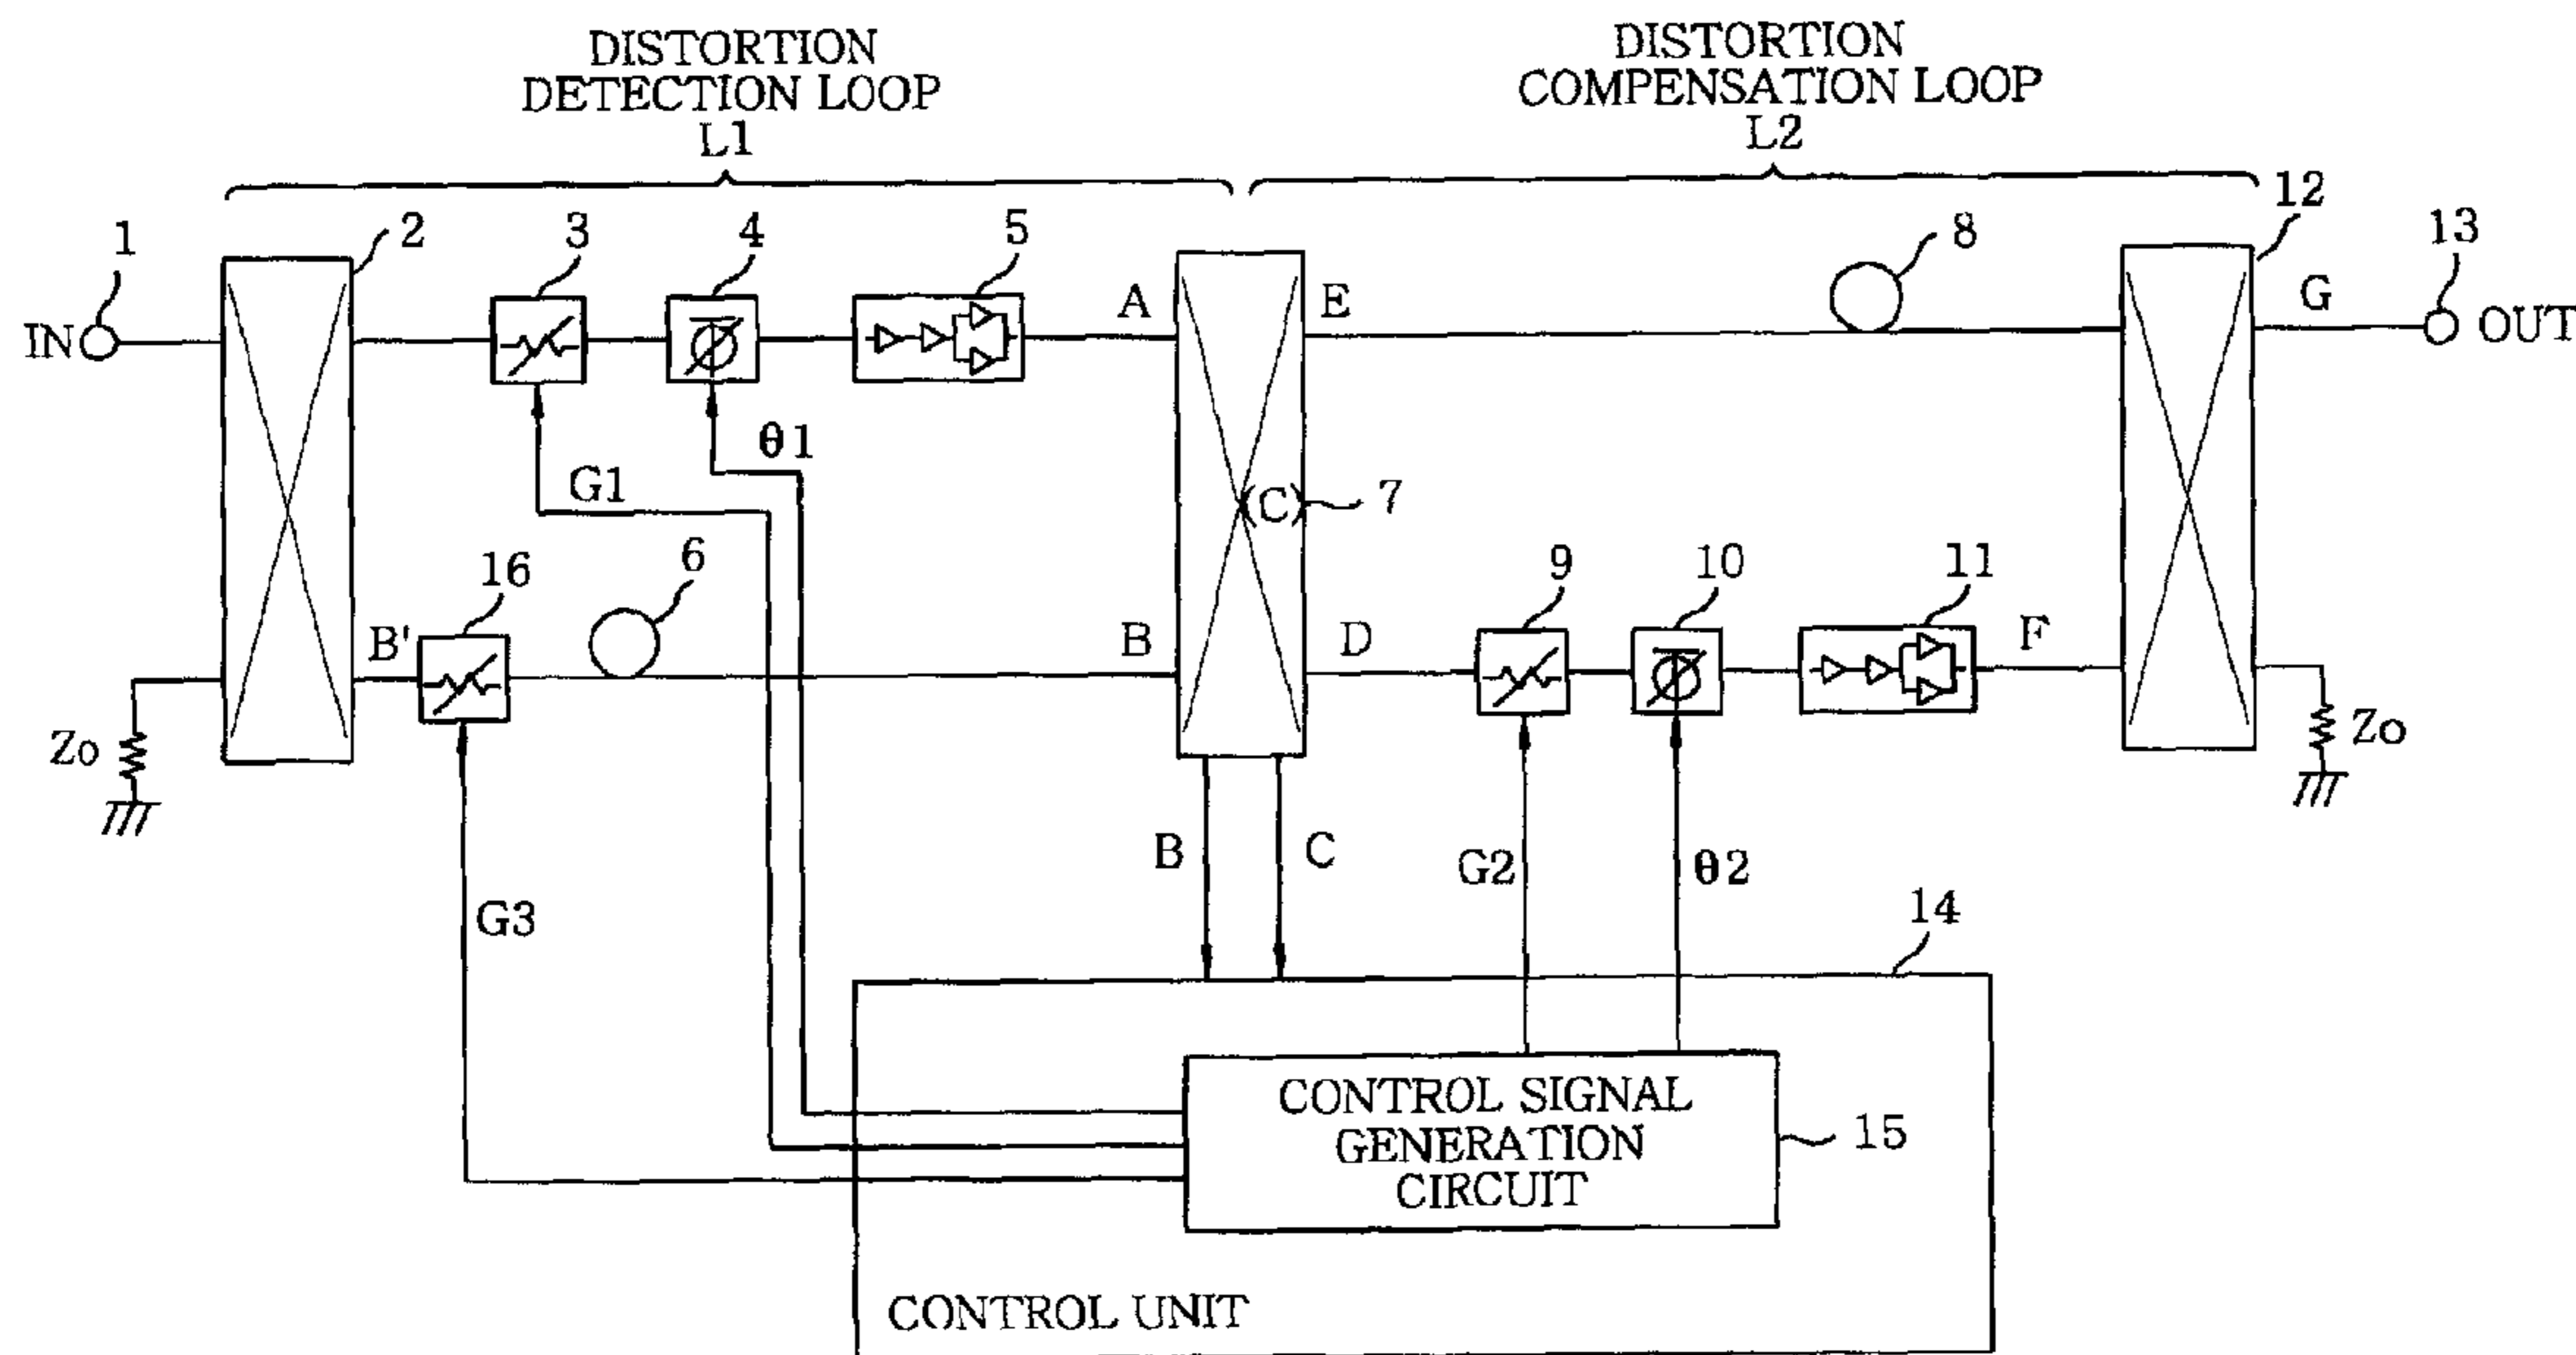 DISTORTION
DETECTION LOOP
L1
DISTORTION
COMPENSATION LOOP
L2
1
2
3
4
5
8
12
13
IN
A
E
G
OUT
θ1
G1
(C)
7
16
6
9
10
11
B'
B
D
F
Zo
Zo
B
C
G2
θ2
G3
14
CONTROL SIGNAL
GENERATION
CIRCUIT
15
CONTROL UNIT